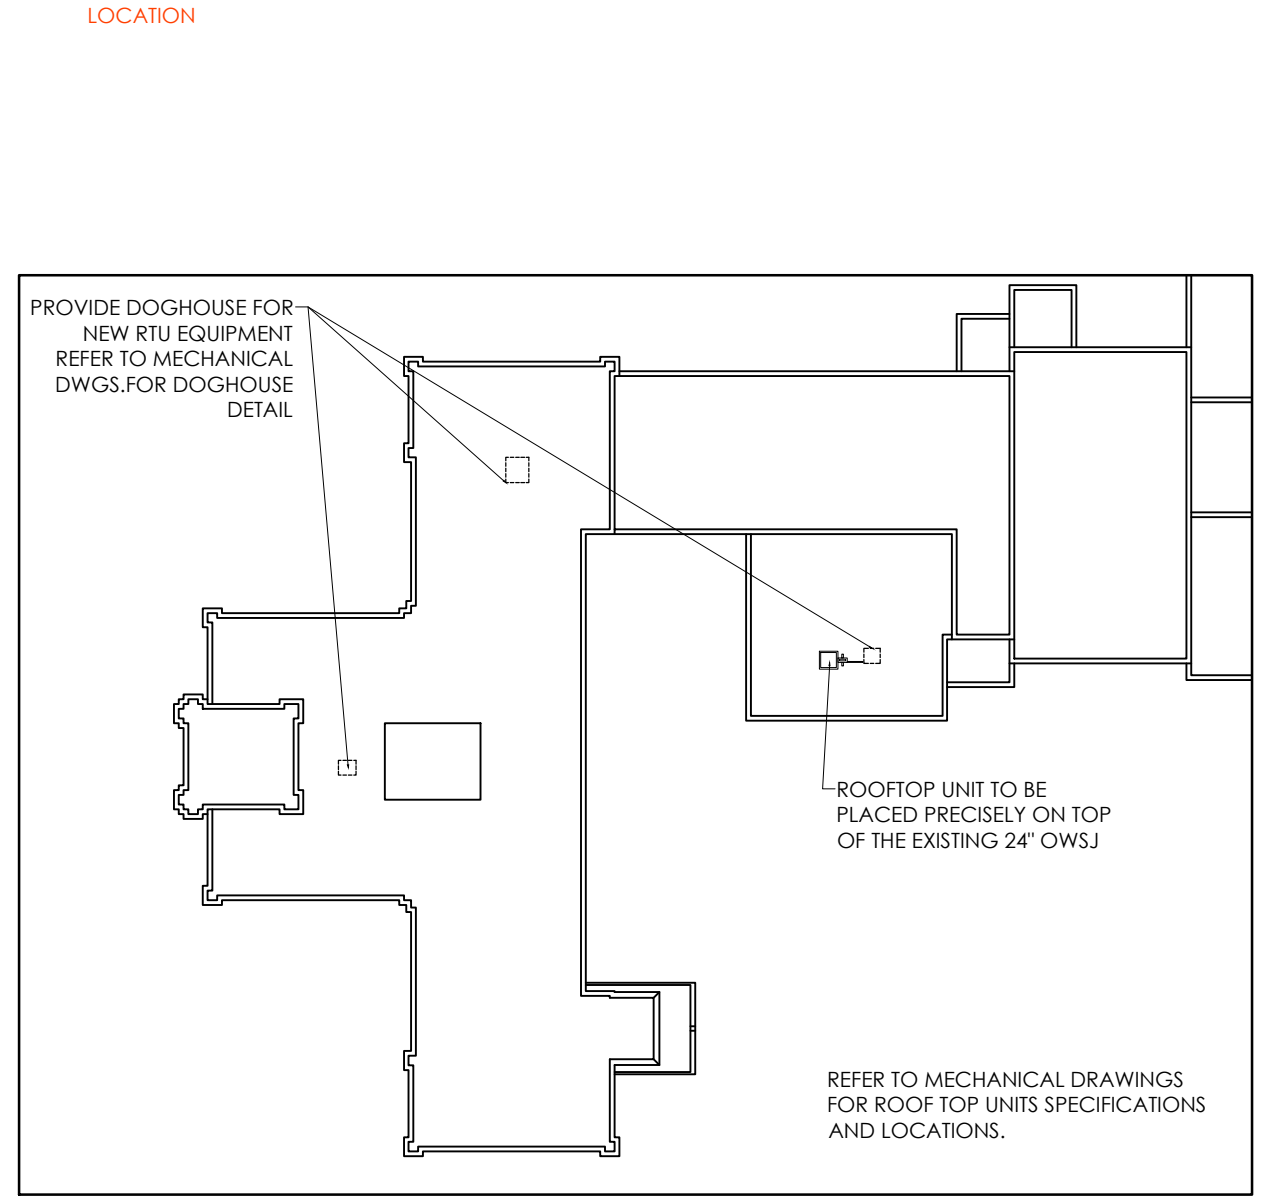 LOCATION
PROVIDE DOGHOUSE FOR
NEW RTU EQUIPMENT
REFER TO MECHANICAL
DWGS.FOR DOGHOUSE
DETAIL
ROOFTOP UNIT TO BE
PLACED PRECISELY ON TOP
OF THE EXISTING 24" OWSJ
REFER TO MECHANICAL DRAWINGS
FOR ROOF TOP UNITS SPECIFICATIONS
AND LOCATIONS.